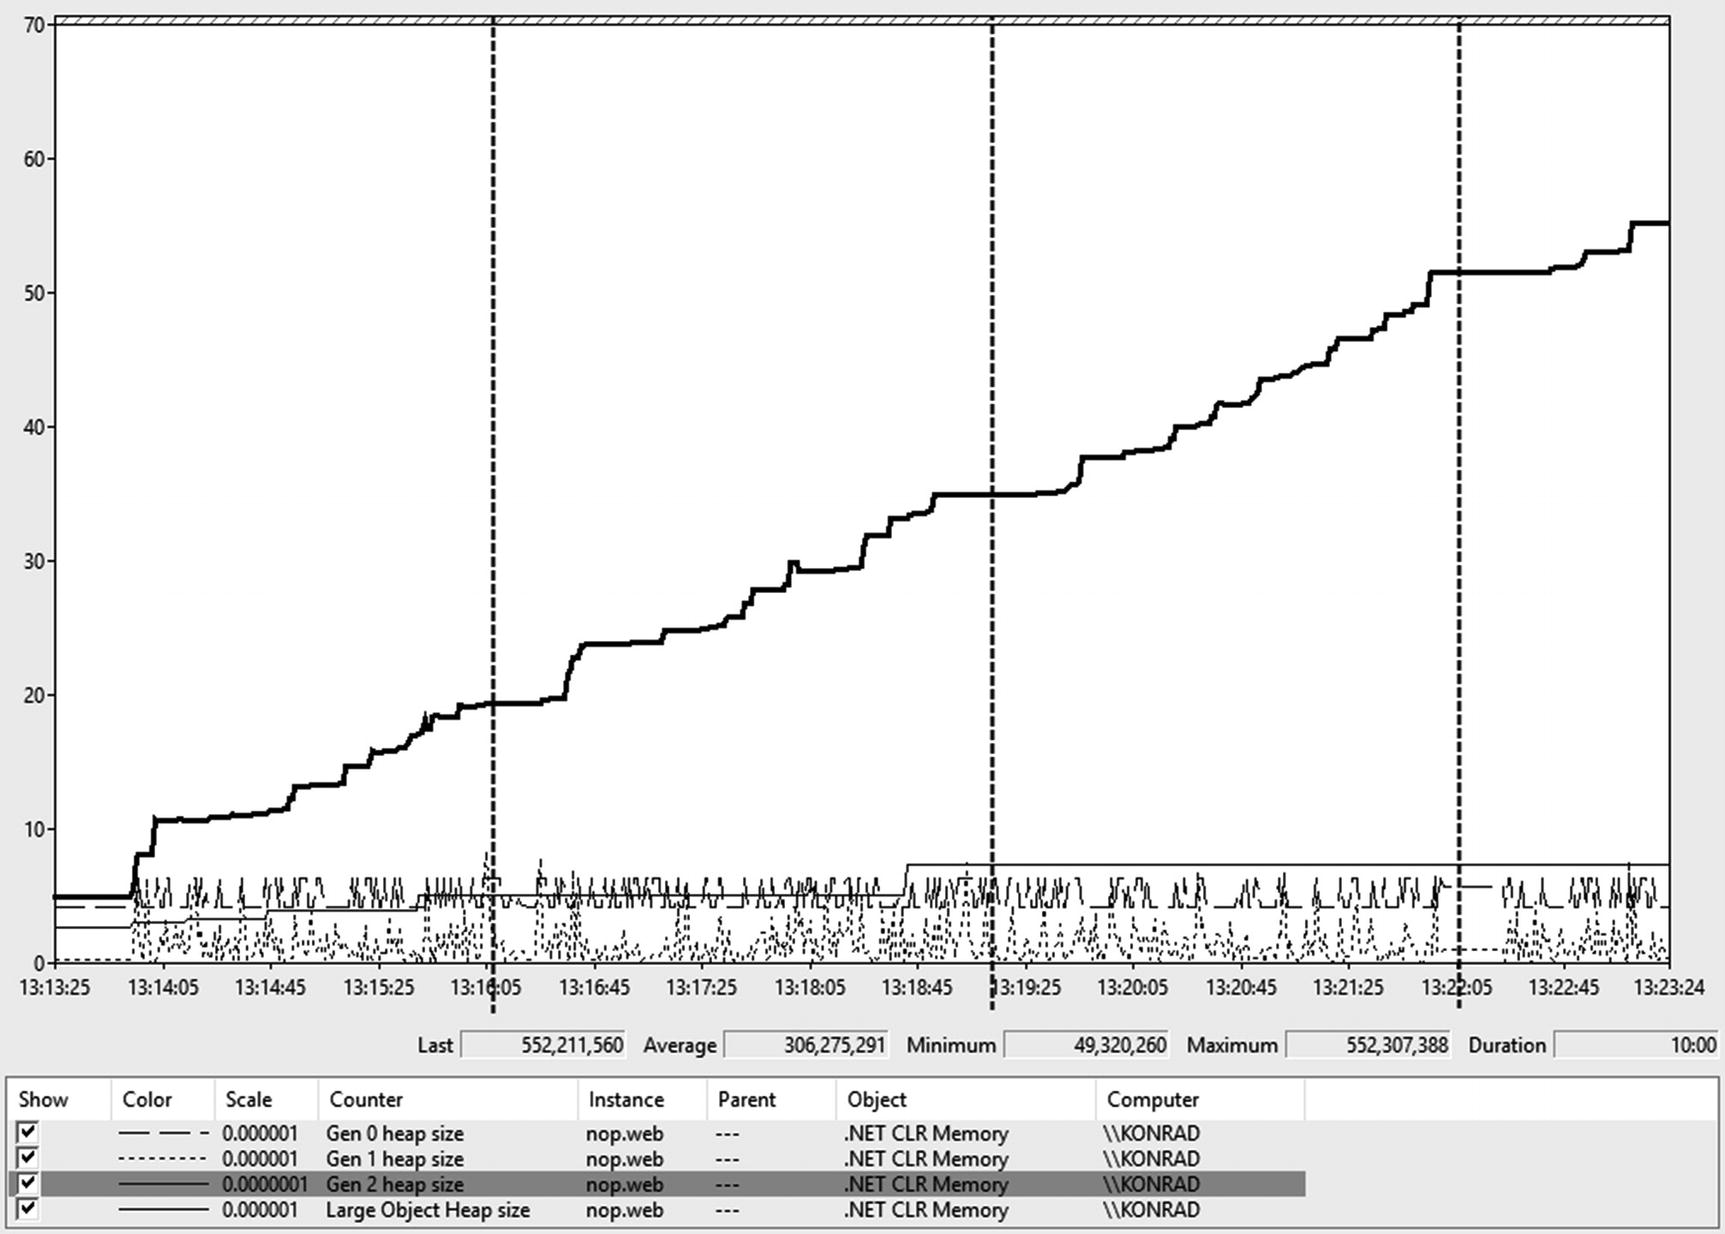 70
60
50
40
30
20
10
0
13:13:25 13:14:05 13:14:45 13:15:25 13:16:05 13:16:45 13:17:25 13:18:05 13:18:45 13:19:25 13:20:05 13:20:45 13:21:25 13:22:05 13:22:45 13:23:24
Last 552,211,560 Average 306,275,291 Minimum 49,320,260 Maximum 552,307,388 Duration 10:00
Show Color Scale Counter Instance Parent Object Computer
0.000001 Gen 0 heap size nop.web --- .NET CLR Memory \\KONRAD
0.000001 Gen 1 heap size nop.web --- .NET CLR Memory \\KONRAD
0.0000001 Gen 2 heap size nop.web --- .NET CLR Memory \\KONRAD
0.000001 Large Object Heap size nop.web --- .NET CLR Memory \\KONRAD